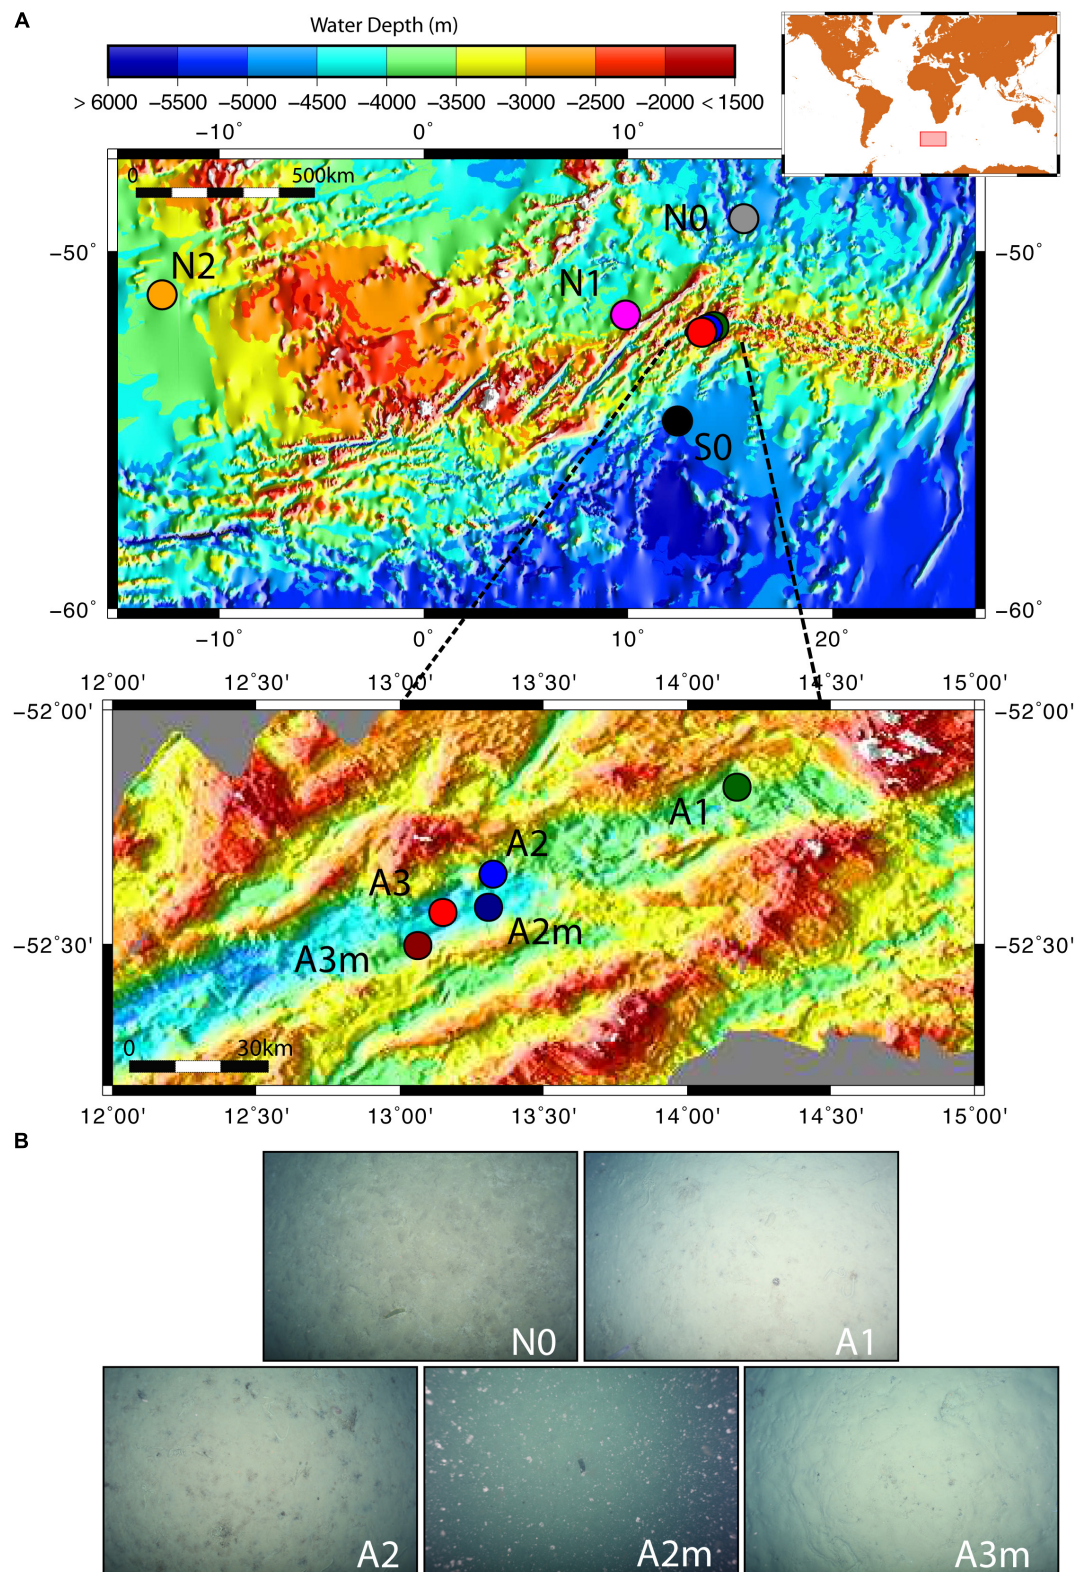 A
Water Depth (m)
> 6000 −5500 −5000 −4500 −4000 −3500 −3000 −2500 −2000 < 1500
−10° 0° 10°
0 500km
N0
−50° −50°
N2
N1
S0
−60° −60°
−10° 0° 10° 20°
12°00' 12°30' 13°00' 13°30' 14°00' 14°30' 15°00'
−52°00' −52°00'
A1
A2
A3
A2m
−52°30' −52°30'
A3m
0 30km
12°00' 12°30' 13°00' 13°30' 14°00' 14°30' 15°00'
B
N0 A1
A2 A2m A3m